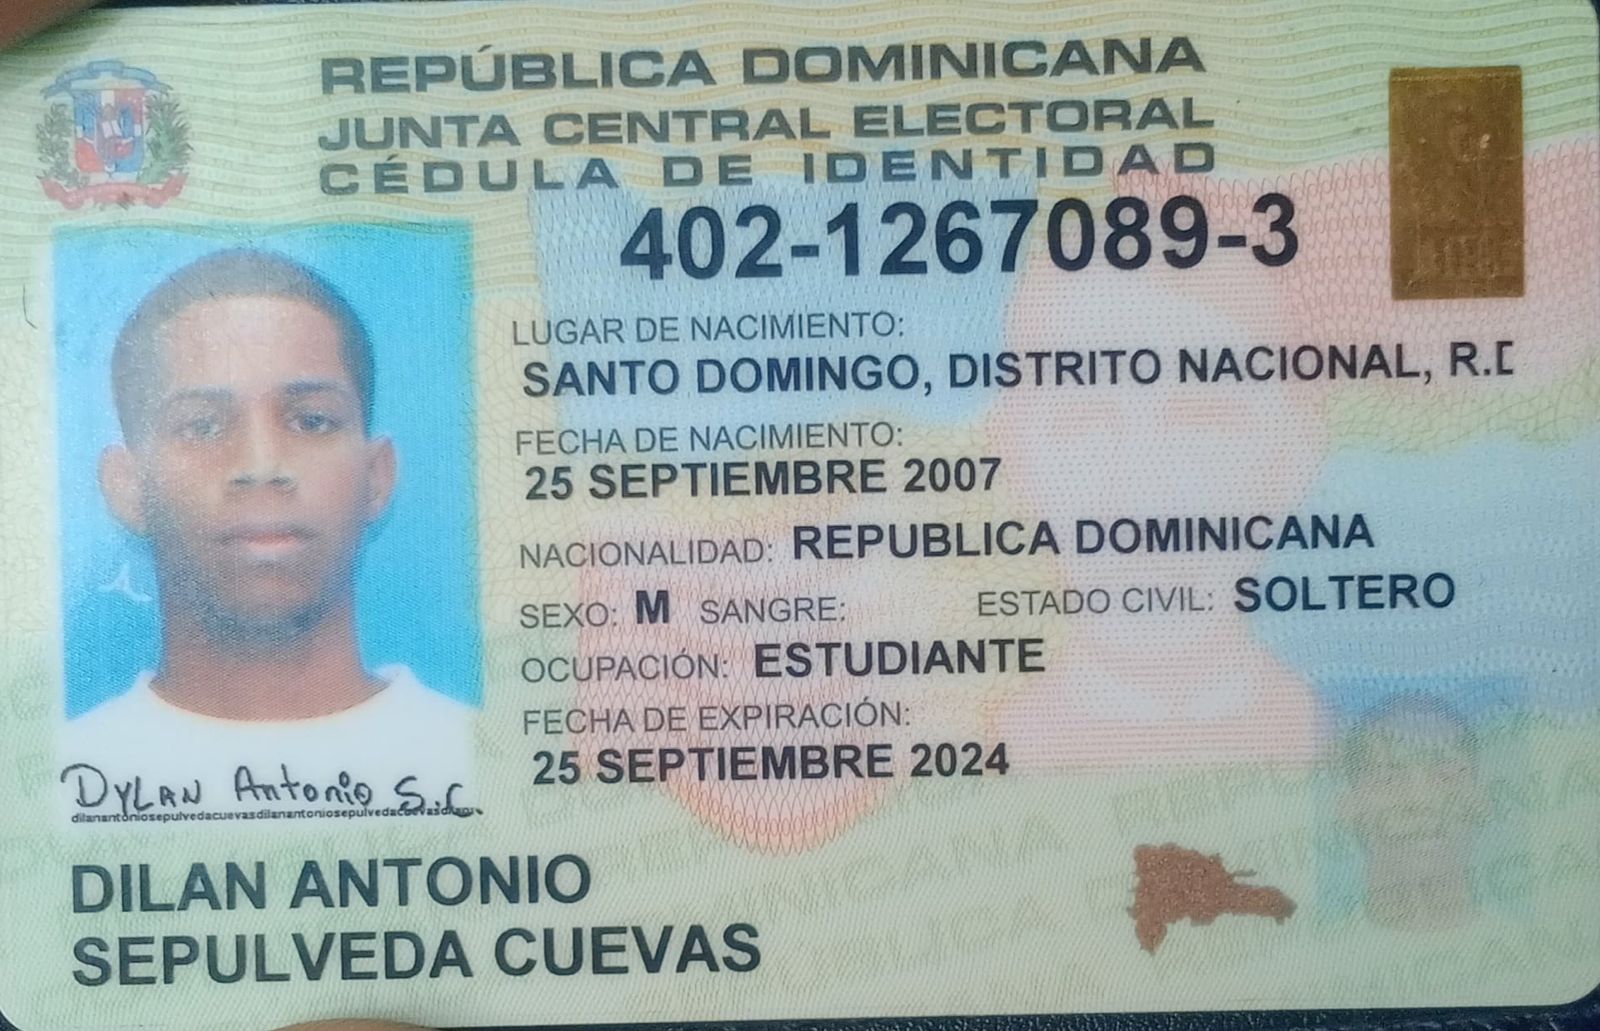 REPÚBLICA DOMINICANA
JUNTA CENTRAL ELECTORAL
CÉDULA DE IDENTIDAD
402-1267089-3
LUGAR DE NACIMIENTO:
SANTO DOMINGO, DISTRITO NACIONAL, R.D
FECHA DE NACIMIENTO:
25 SEPTIEMBRE 2007
NACIONALIDAD: REPUBLICA DOMINICANA
SEXO: M SANGRE: ESTADO CIVIL: SOLTERO
OCUPACIÓN: ESTUDIANTE
FECHA DE EXPIRACIÓN:
25 SEPTIEMBRE 2024
DYLAN Antonio S.C.
dilanantoniosepulvedacuevasdilanantoniosepulvedacuevas
DILAN ANTONIO
SEPULVEDA CUEVAS